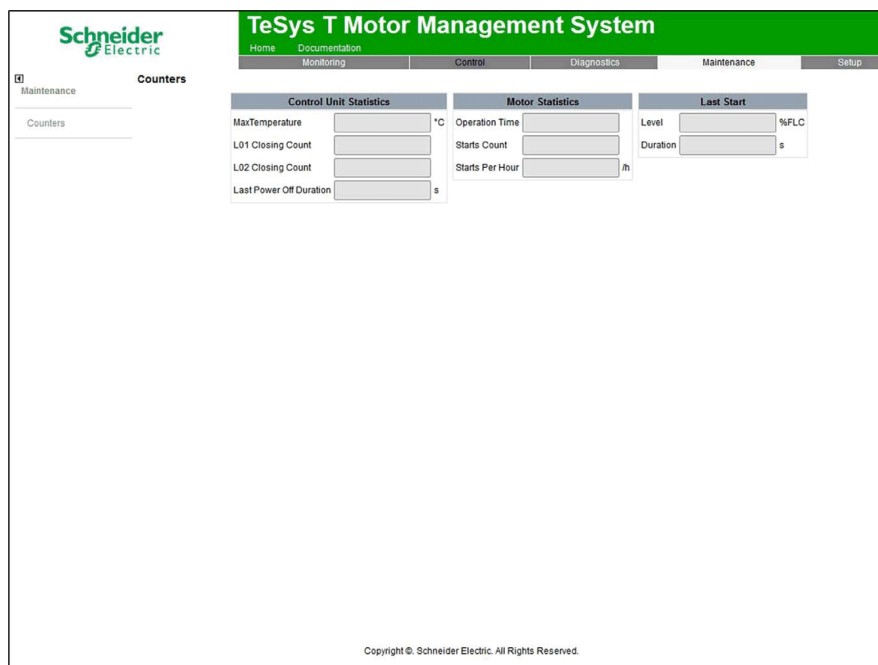 Schneider
Electric
TeSys T Motor Management System
Home Documentation
Monitoring Control Diagnostics Maintenance Setup
Maintenance
Counters
Counters
Control Unit Statistics
MaxTemperature °C
L01 Closing Count
L02 Closing Count
Last Power Off Duration s
Motor Statistics
Operation Time
Starts Count
Starts Per Hour /h
Last Start
Level %FLC
Duration s
Copyright ©. Schneider Electric. All Rights Reserved.